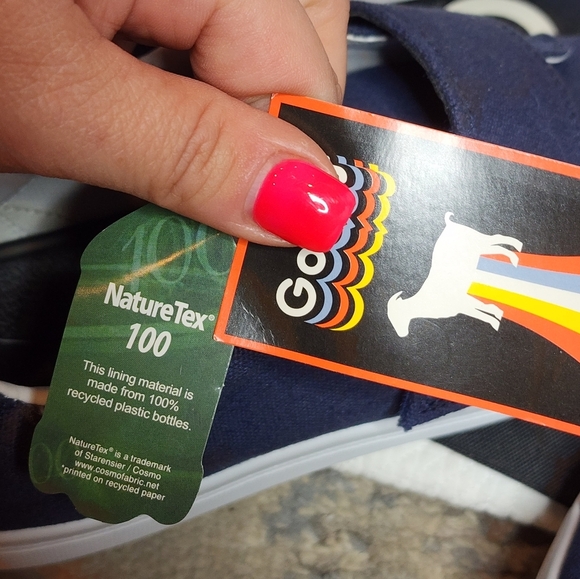 100
NatureTex®
100
This lining material is
made from 100%
recycled plastic bottles.
NatureTex® is a trademark
of Starensier / Cosmo
www.cosmofabric.net
*printed on recycled paper